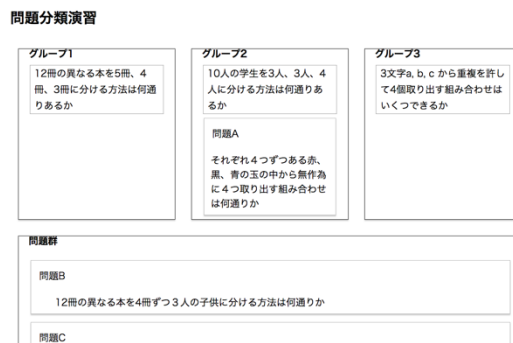 問題分類演習
グループ1
12冊の異なる本を5冊、4
冊、3冊に分ける方法は何通
りあるか
グループ2
10人の学生を3人、3人、4
人に分ける方法は何通りあ
るか
問題A
それぞれ４つずつある赤、
黒、青の玉の中から無作為
に４つ取り出す組み合わせ
は何通りか
グループ3
3文字a, b, c から重複を許し
て4個取り出す組み合わせは
いくつできるか
問題群
問題B
12冊の異なる本を4冊ずつ３人の子供に分ける方法は何通りか
問題C